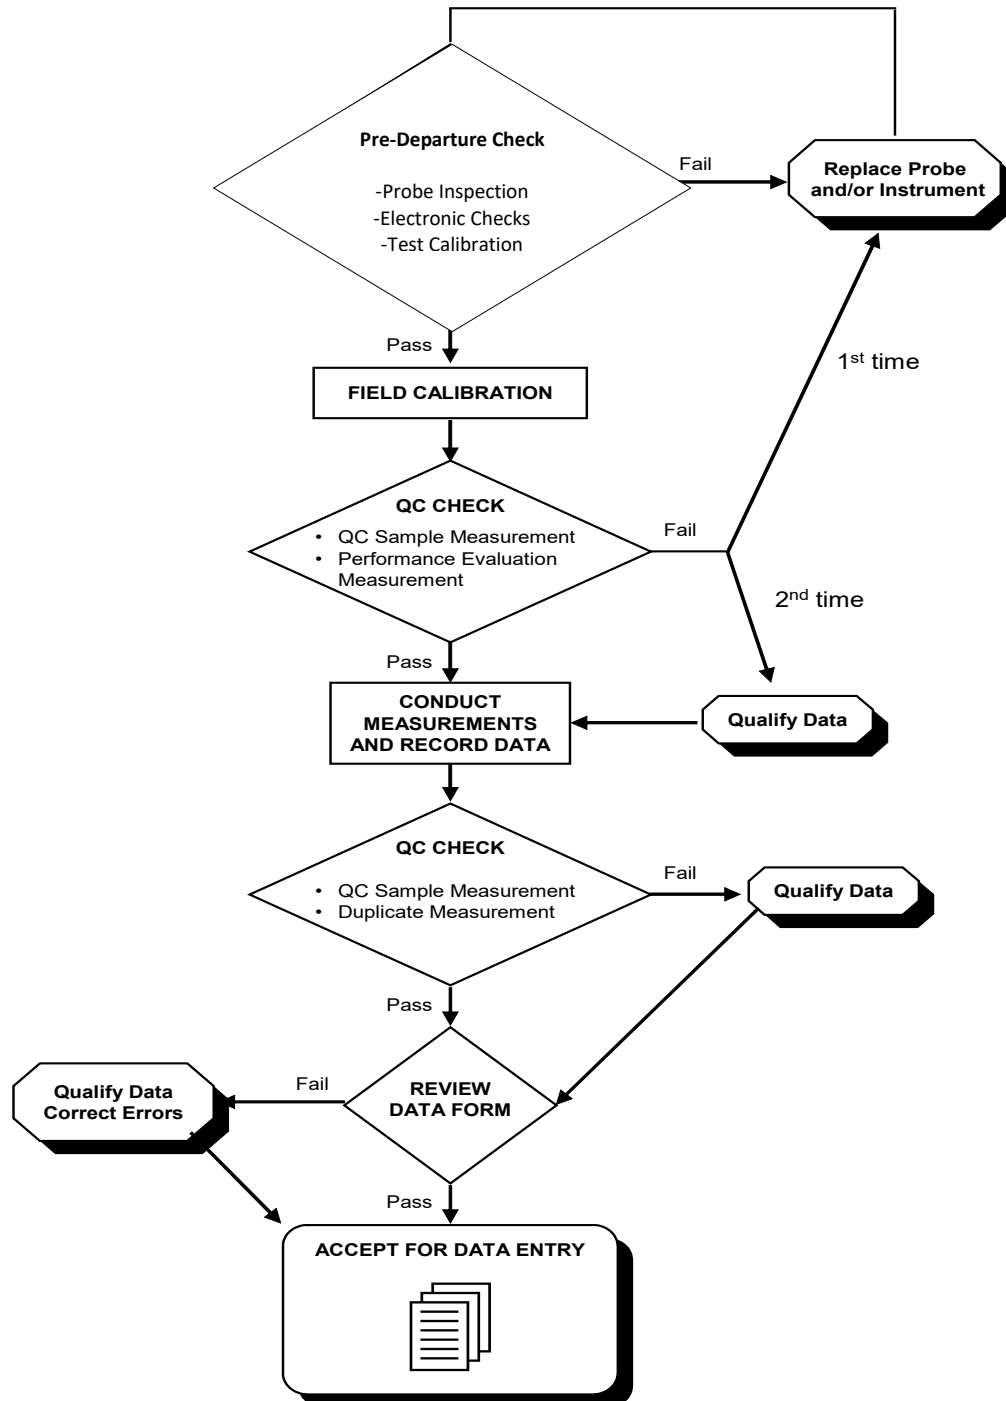 Pre-Departure Check
-Probe Inspection
-Electronic Checks
-Test Calibration
Fail
Replace Probe
and/or Instrument
Pass
1st time
FIELD CALIBRATION
QC CHECK
• QC Sample Measurement
• Performance Evaluation
Measurement
Fail
2nd time
Pass
CONDUCT
MEASUREMENTS
AND RECORD DATA
Qualify Data
QC CHECK
• QC Sample Measurement
• Duplicate Measurement
Fail
Qualify Data
Pass
REVIEW
DATA FORM
Fail
Qualify Data
Correct Errors
Pass
ACCEPT FOR DATA ENTRY